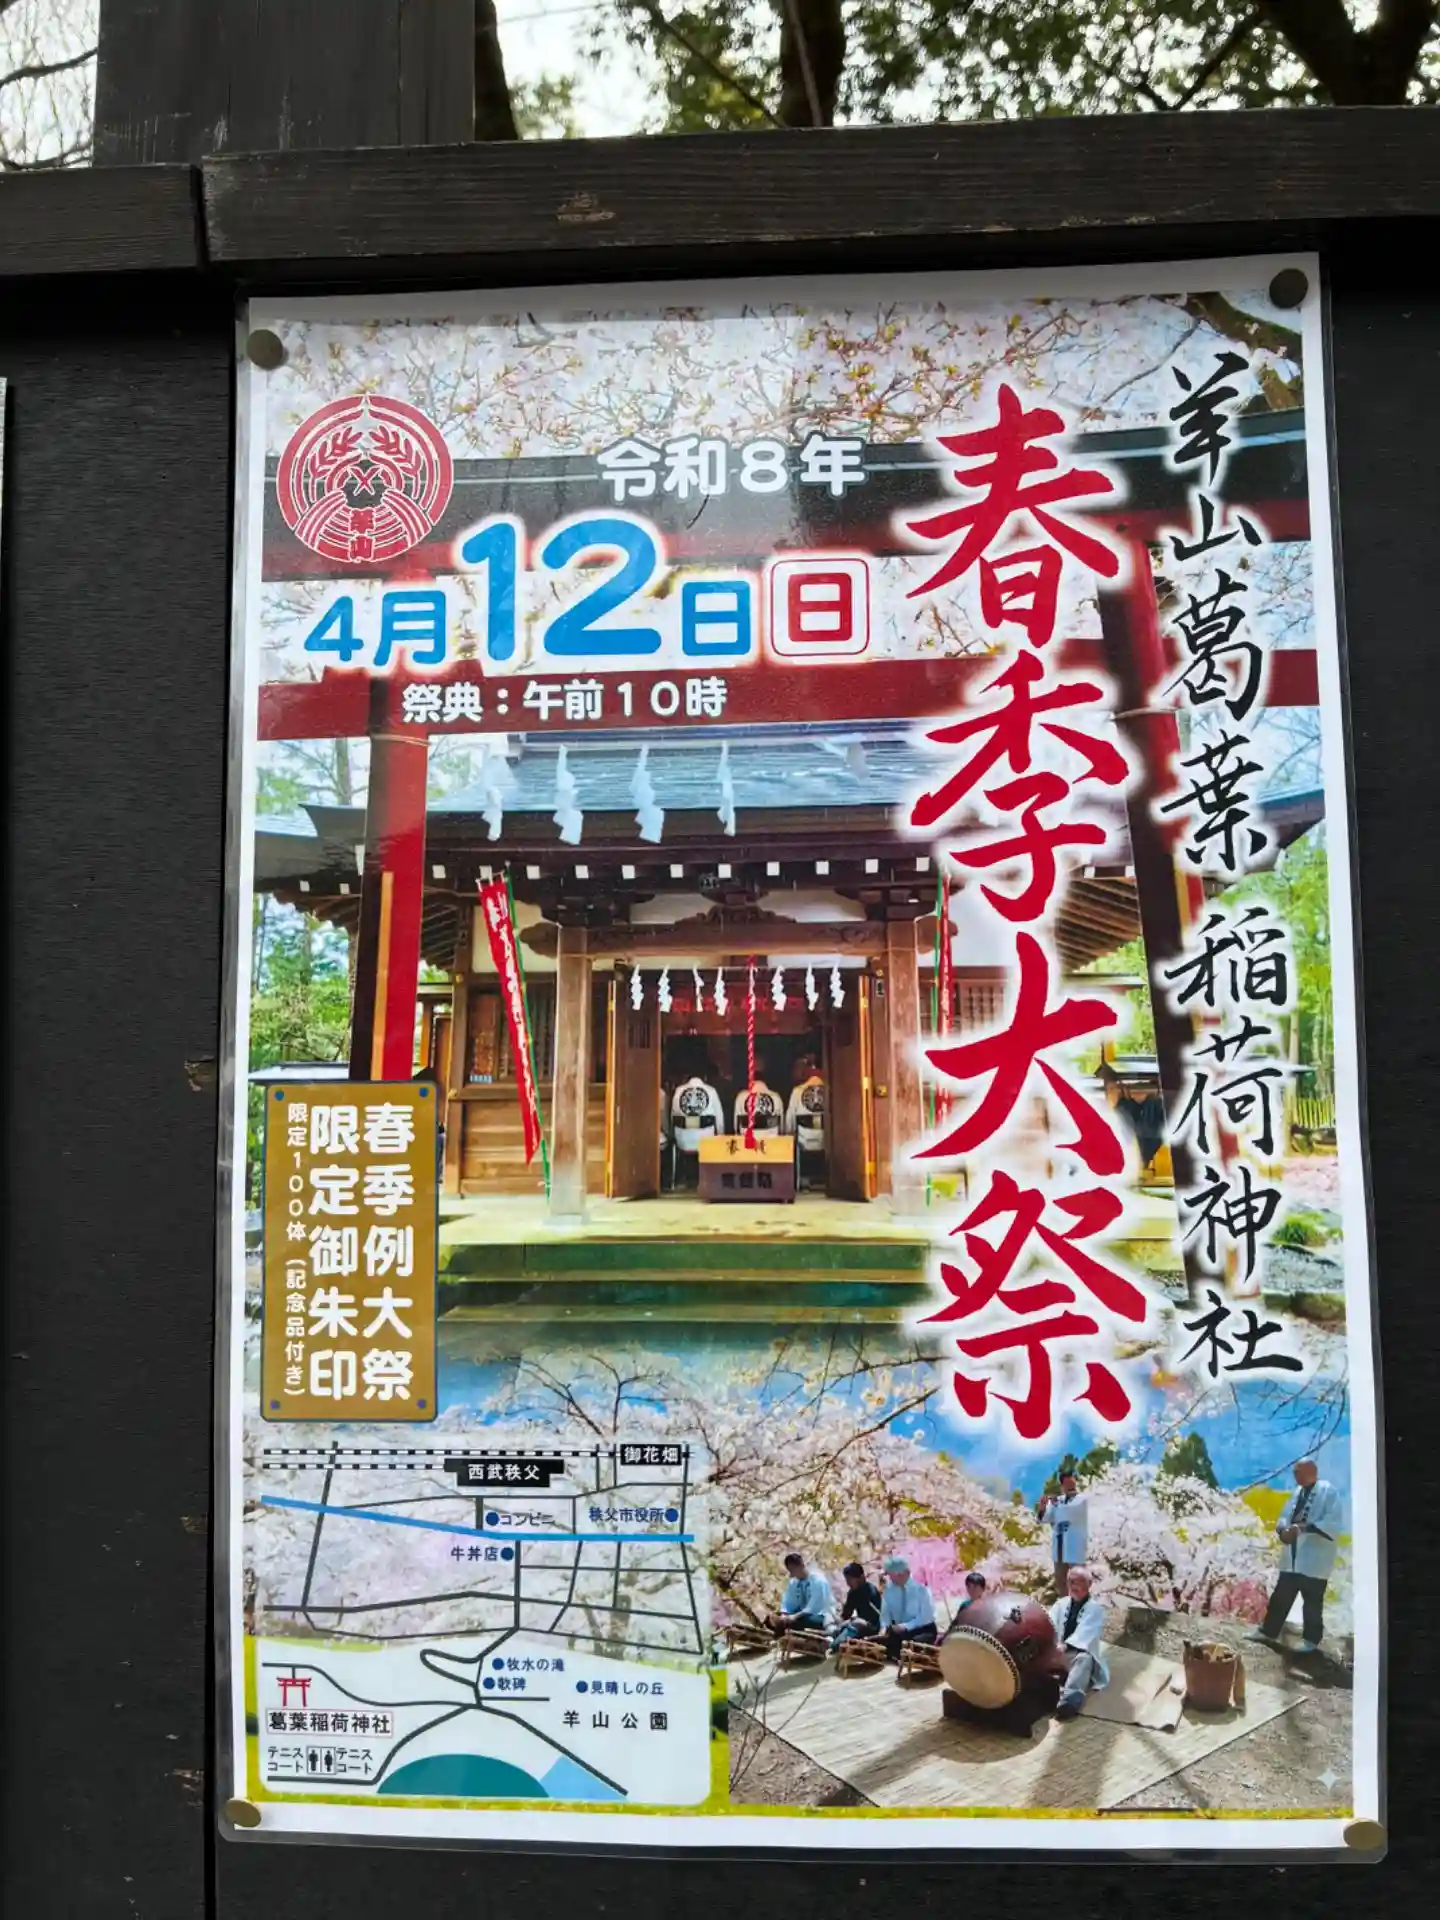 羊山葛葉稲荷神社
春季大祭
令和8年
4月12日日
祭典：午前10時
春季例大祭
限定御朱印
限定100体（記念品付き）
御花畑
西武秩父
コンビニ
秩父市役所
牛丼店
牧水の滝
歌碑
見晴しの丘
羊山公園
葛葉稲荷神社
テニスコート
テニスコート